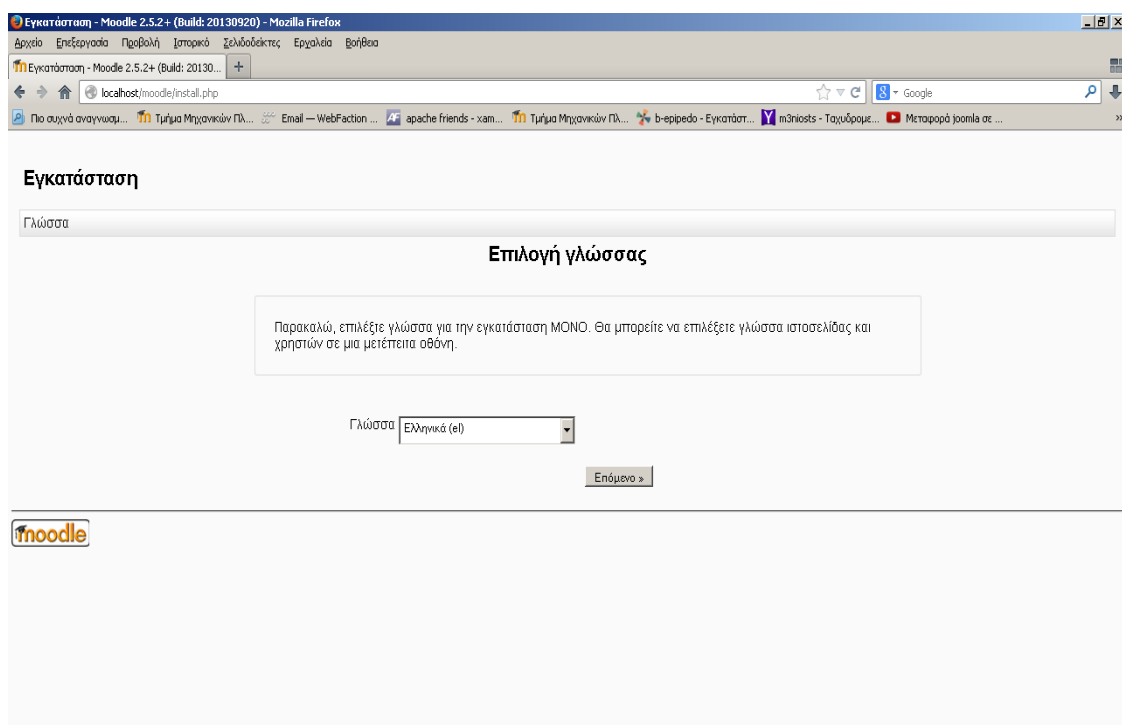 Εγκατάσταση - Moodle 2.5.2+ (Build: 20130920) - Mozilla Firefox
Αρχείο Επεξεργασία Προβολή Ιστορικό Σελιδοδείκτες Εργαλεία Βοήθεια
Εγκατάσταση - Moodle 2.5.2+ (Build: 20130...
localhost/moodle/install.php
Google
Πιο συχνά αναγνωσμ... Τμήμα Μηχανικών Πλ... Email — WebFaction ... apache friends - xam... Τμήμα Μηχανικών Πλ... b-epipedo - Εγκατάστ... m3niosts - Ταχυδρομε... Μεταφορά joomla σε ...
Εγκατάσταση
Γλώσσα
Επιλογή γλώσσας
Παρακαλώ, επιλέξτε γλώσσα για την εγκατάσταση ΜΟΝΟ. Θα μπορείτε να επιλέξετε γλώσσα ιστοσελίδας και
χρηστών σε μια μετέπειτα οθόνη.
Γλώσσα Ελληνικά (el)
Επόμενο »
moodle